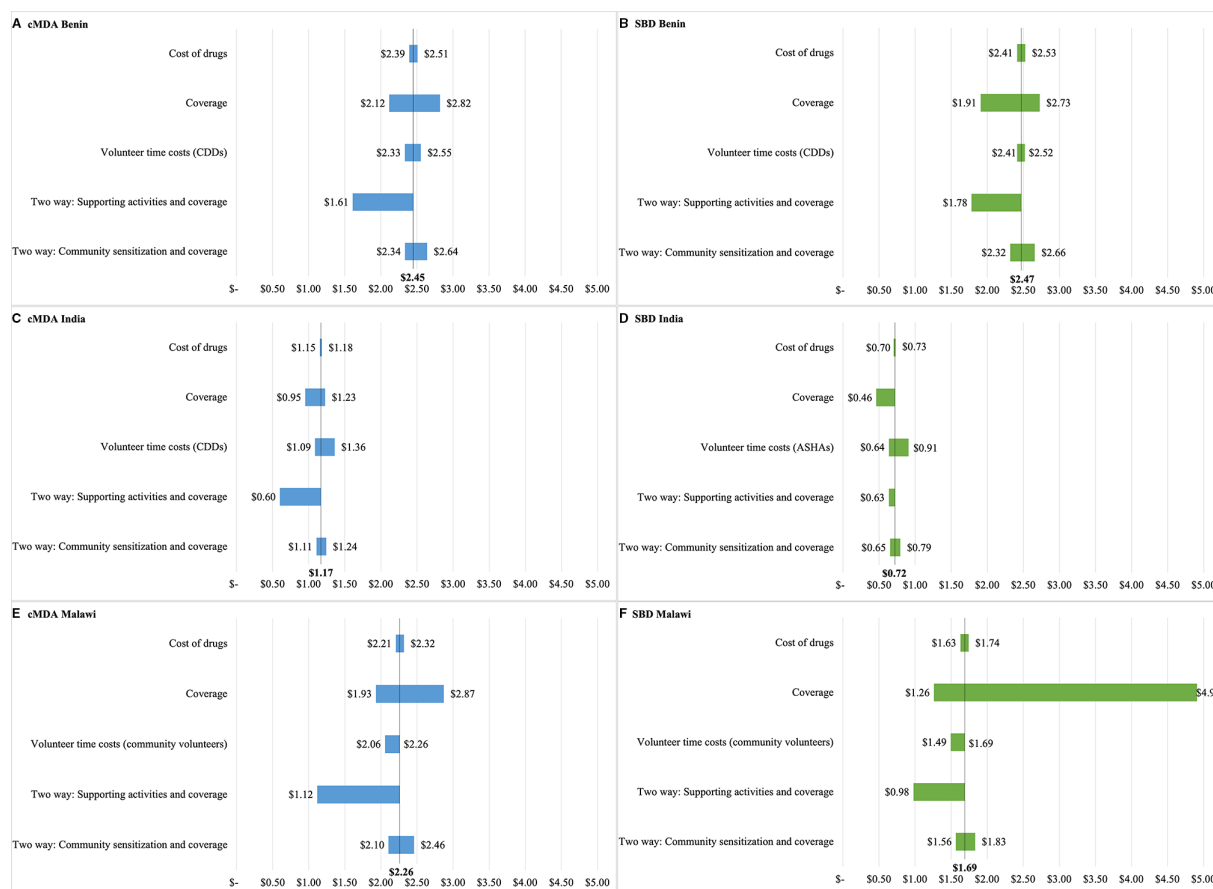 A cMDA Benin
Cost of drugs $2.39 $2.51
Coverage $2.12 $2.82
Volunteer time costs (CDDs) $2.33 $2.55
Two way: Supporting activities and coverage $1.61
Two way: Community sensitization and coverage $2.34 $2.64
$2.45
$- $0.50 $1.00 $1.50 $2.00 $2.50 $3.00 $3.50 $4.00 $4.50 $5.00
B SBD Benin
Cost of drugs $2.41 $2.53
Coverage $1.91 $2.73
Volunteer time costs (CDDs) $2.41 $2.52
Two way: Supporting activities and coverage $1.78
Two way: Community sensitization and coverage $2.32 $2.66
$2.47
$- $0.50 $1.00 $1.50 $2.00 $2.50 $3.00 $3.50 $4.00 $4.50 $5.00
C cMDA India
Cost of drugs $1.15 $1.18
Coverage $0.95 $1.23
Volunteer time costs (CDDs) $1.09 $1.36
Two way: Supporting activities and coverage $0.60
Two way: Community sensitization and coverage $1.11 $1.24
$1.17
$- $0.50 $1.00 $1.50 $2.00 $2.50 $3.00 $3.50 $4.00 $4.50 $5.00
D SBD India
Cost of drugs $0.70 $0.73
Coverage $0.46
Volunteer time costs (ASHAs) $0.64 $0.91
Two way: Supporting activities and coverage $0.63
Two way: Community sensitization and coverage $0.65 $0.79
$0.72
$- $0.50 $1.00 $1.50 $2.00 $2.50 $3.00 $3.50 $4.00 $4.50 $5.00
E cMDA Malawi
Cost of drugs $2.21 $2.32
Coverage $1.93 $2.87
Volunteer time costs (community volunteers) $2.06 $2.26
Two way: Supporting activities and coverage $1.12
Two way: Community sensitization and coverage $2.10 $2.46
$2.26
$- $0.50 $1.00 $1.50 $2.00 $2.50 $3.00 $3.50 $4.00 $4.50 $5.00
F SBD Malawi
Cost of drugs $1.63 $1.74
Coverage $1.26
Volunteer time costs (community volunteers) $1.49 $1.69
Two way: Supporting activities and coverage $0.98
Two way: Community sensitization and coverage $1.56 $1.83
$1.69
$- $0.50 $1.00 $1.50 $2.00 $2.50 $3.00 $3.50 $4.00 $4.50